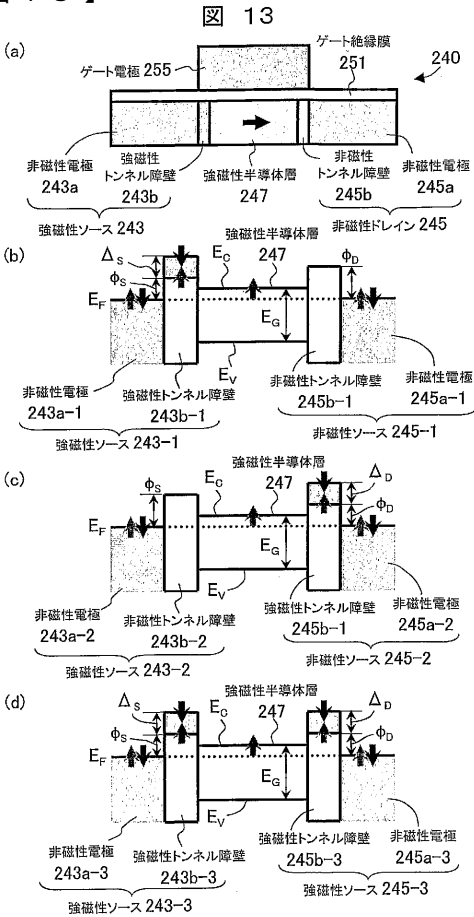 図 13
(a)
ゲート電極 255
ゲート絶縁膜
251
240
非磁性電極
243a
強磁性
トンネル障壁
243b
強磁性半導体層
247
非磁性
トンネル障壁
245b
非磁性電極
245a
強磁性ソース 243
非磁性ドレイン 245
(b)
ΔS
φS
EF
EC
強磁性半導体層
247
EG
EV
φD
非磁性電極
243a-1
強磁性トンネル障壁
243b-1
非磁性トンネル障壁
245b-1
非磁性電極
245a-1
強磁性ソース 243-1
非磁性ソース 245-1
(c)
φS
EF
EC
強磁性半導体層
247
EG
EV
ΔD
φD
非磁性電極
243a-2
非磁性トンネル障壁
243b-2
強磁性トンネル障壁
245b-1
非磁性電極
245a-2
強磁性ソース 243-2
非磁性ソース 245-2
(d)
ΔS
φS
EF
EC
強磁性半導体層
247
EG
EV
ΔD
φD
非磁性電極
243a-3
強磁性トンネル障壁
243b-3
強磁性トンネル障壁
245b-3
非磁性電極
245a-3
強磁性ソース 243-3
強磁性ソース 245-3